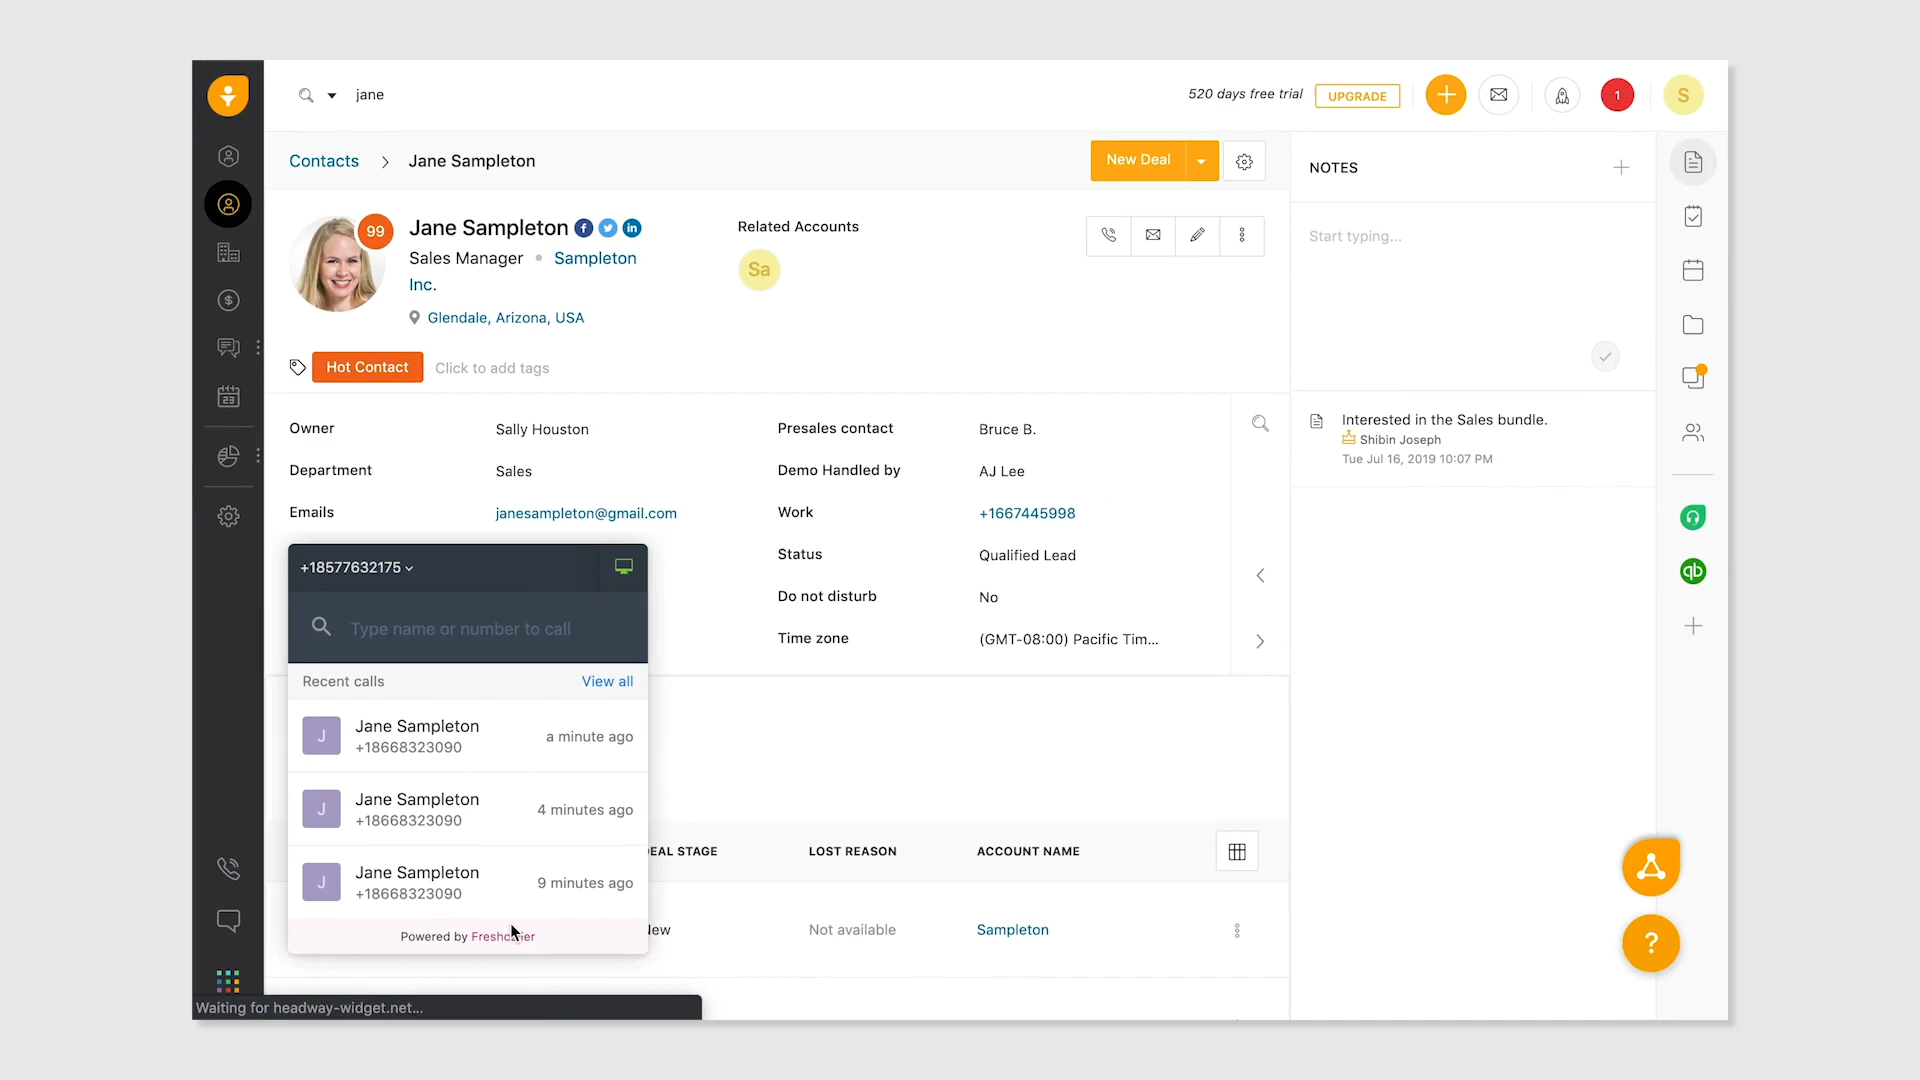 jane
520 days free trial
UPGRADE
1
S
Contacts
Jane Sampleton
New Deal
99
Jane Sampleton
f
in
Sales Manager • Sampleton
Inc.
Glendale, Arizona, USA
Related Accounts
Sa
Hot Contact
Click to add tags
Owner
Sally Houston
Department
Sales
Emails
janesampleton@gmail.com
Presales contact
Bruce B.
Demo Handled by
AJ Lee
Work
+1667445998
Status
Qualified Lead
Do not disturb
No
Time zone
(GMT-08:00) Pacific Tim...
NOTES
Start typing...
Interested in the Sales bundle.
Shibin Joseph
Tue Jul 16, 2019 10:07 PM
23
qb
+18577632175
Type name or number to call
Recent calls
View all
J
Jane Sampleton
+18668323090
a minute ago
J
Jane Sampleton
+18668323090
4 minutes ago
J
Jane Sampleton
+18668323090
9 minutes ago
Powered by
EAL STAGE
LOST REASON
ACCOUNT NAME
Not available
Sampleton
?
Waiting for headway-widget.net...